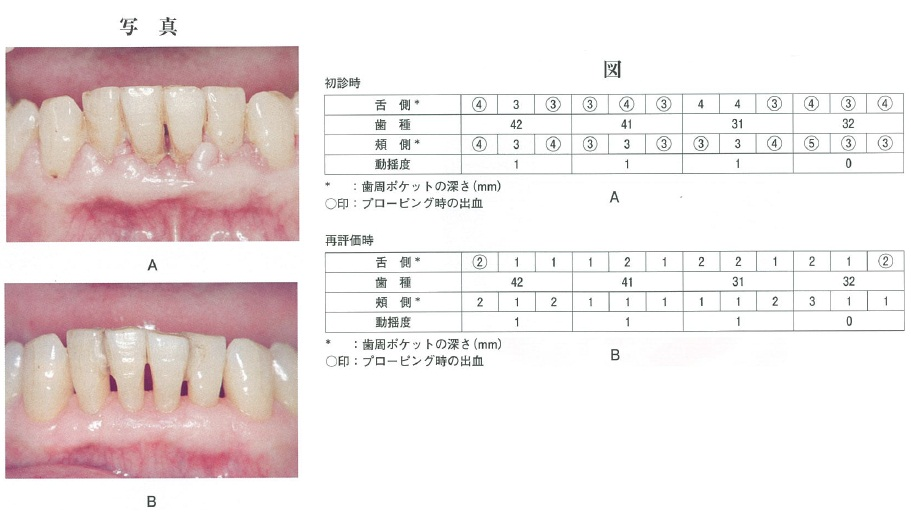 写 真
A
B
図
初診時
舌 側* ④ 3 ③ ③ ④ ③ 4 4 ③ ④ ③ ④
歯 種 42 41 31 32
頰 側* ④ 3 ④ ③ 3 ③ ③ 3 ④ ⑤ ③ ③
動揺度 1 1 1 0
* :歯周ポケットの深さ(mm)
○印:プロービング時の出血
A
再評価時
舌 側* ② 1 1 1 2 1 2 2 1 2 1 ②
歯 種 42 41 31 32
頰 側* 2 1 2 1 1 1 1 1 2 3 1 1
動揺度 1 1 1 0
* :歯周ポケットの深さ(mm)
○印:プロービング時の出血
B